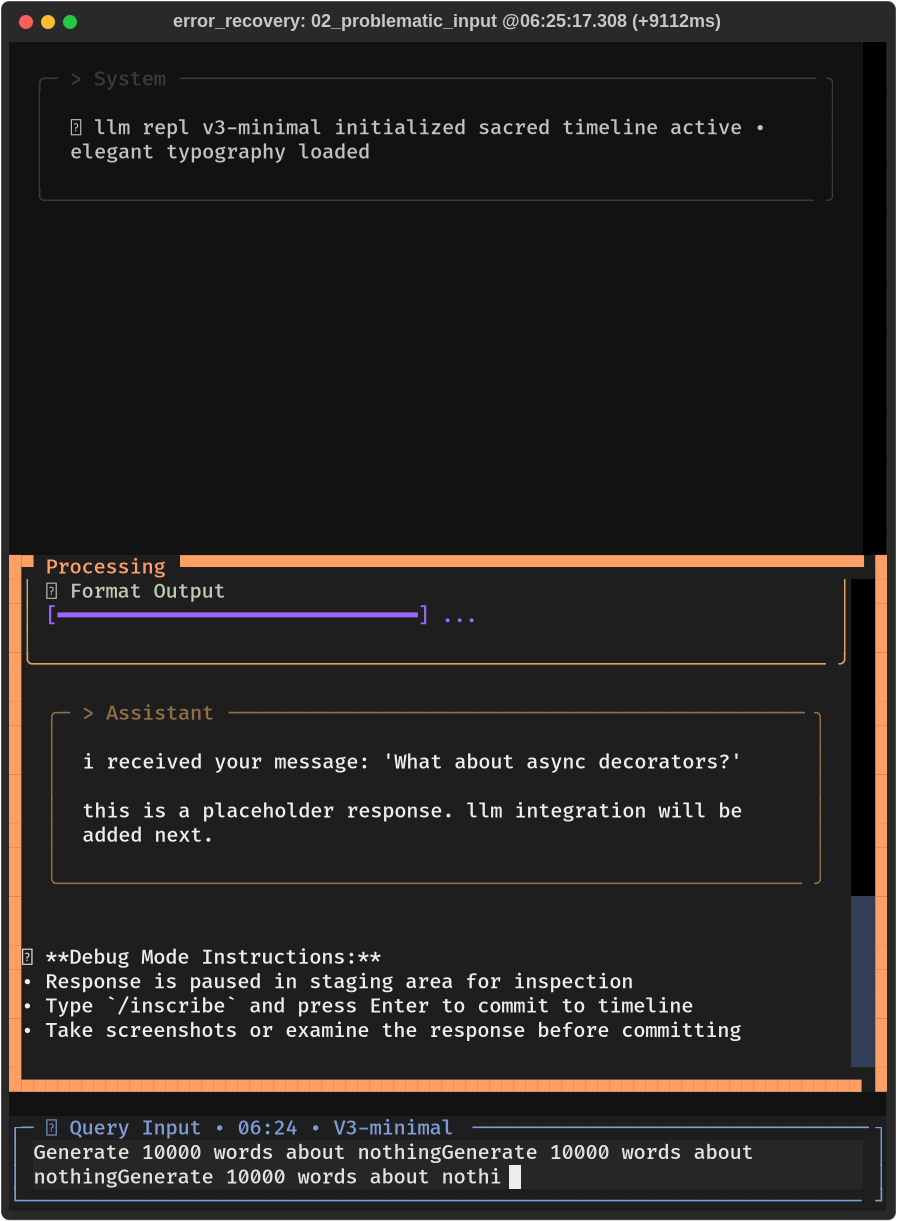 error_recovery: 02_problematic_input @06:25:17.308 (+9112ms)
> System
llm repl v3-minimal initialized sacred timeline active •
elegant typography loaded
Processing
Format Output
[━━━━━━━━━━━━━━━━━━━━━━━━━━━━━━] ...
> Assistant
i received your message: 'What about async decorators?'
this is a placeholder response. llm integration will be
added next.
**Debug Mode Instructions:**
• Response is paused in staging area for inspection
• Type `/inscribe` and press Enter to commit to timeline
• Take screenshots or examine the response before committing
Query Input • 06:24 • V3-minimal
Generate 10000 words about nothingGenerate 10000 words about
nothingGenerate 10000 words about nothi